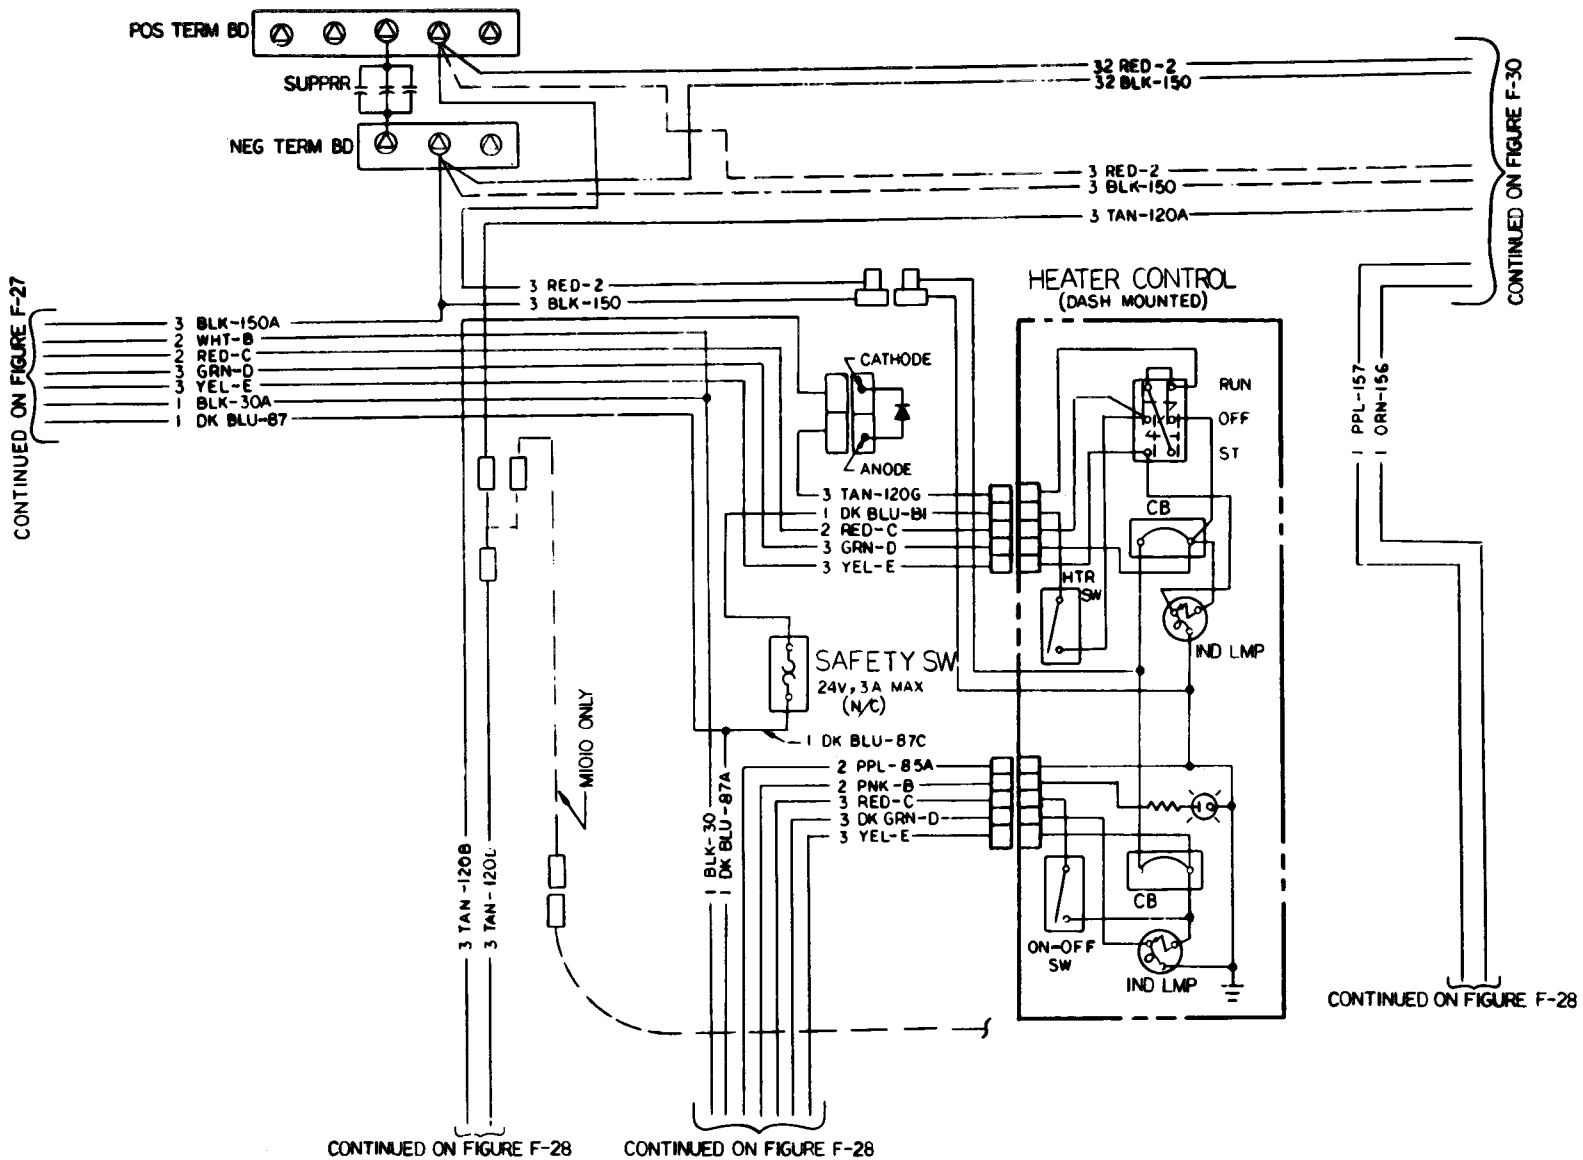 POS TERM BD
SUPPRR
NEG TERM BD
32 RED-2
32 BLK-150
3 RED-2
3 BLK-150
3 TAN-120A
CONTINUED ON FIGURE F-30
3 RED-2
3 BLK-150
HEATER CONTROL
(DASH MOUNTED)
CONTINUED ON FIGURE F-27
3 BLK-150A
2 WHT-B
2 RED-C
3 GRN-D
3 YEL-E
1 BLK-30A
1 DK BLU-87
CATHODE
ANODE
RUN
OFF
ST
1 PPL-157
1 ORN-156
3 TAN-120G
1 DK BLU-B1
2 RED-C
3 GRN-D
3 YEL-E
CB
HTR
SW
IND LMP
SAFETY SW
24V, 3A MAX
(N/C)
1 DK BLU-87C
M1010 ONLY
2 PPL-85A
2 PNK-B
3 RED-C
3 DK GRN-D
3 YEL-E
1 BLK-30
1 DK BLU-87A
3 TAN-120B
3 TAN-120D
CB
ON-OFF
SW
IND LMP
CONTINUED ON FIGURE F-28
CONTINUED ON FIGURE F-28
CONTINUED ON FIGURE F-28